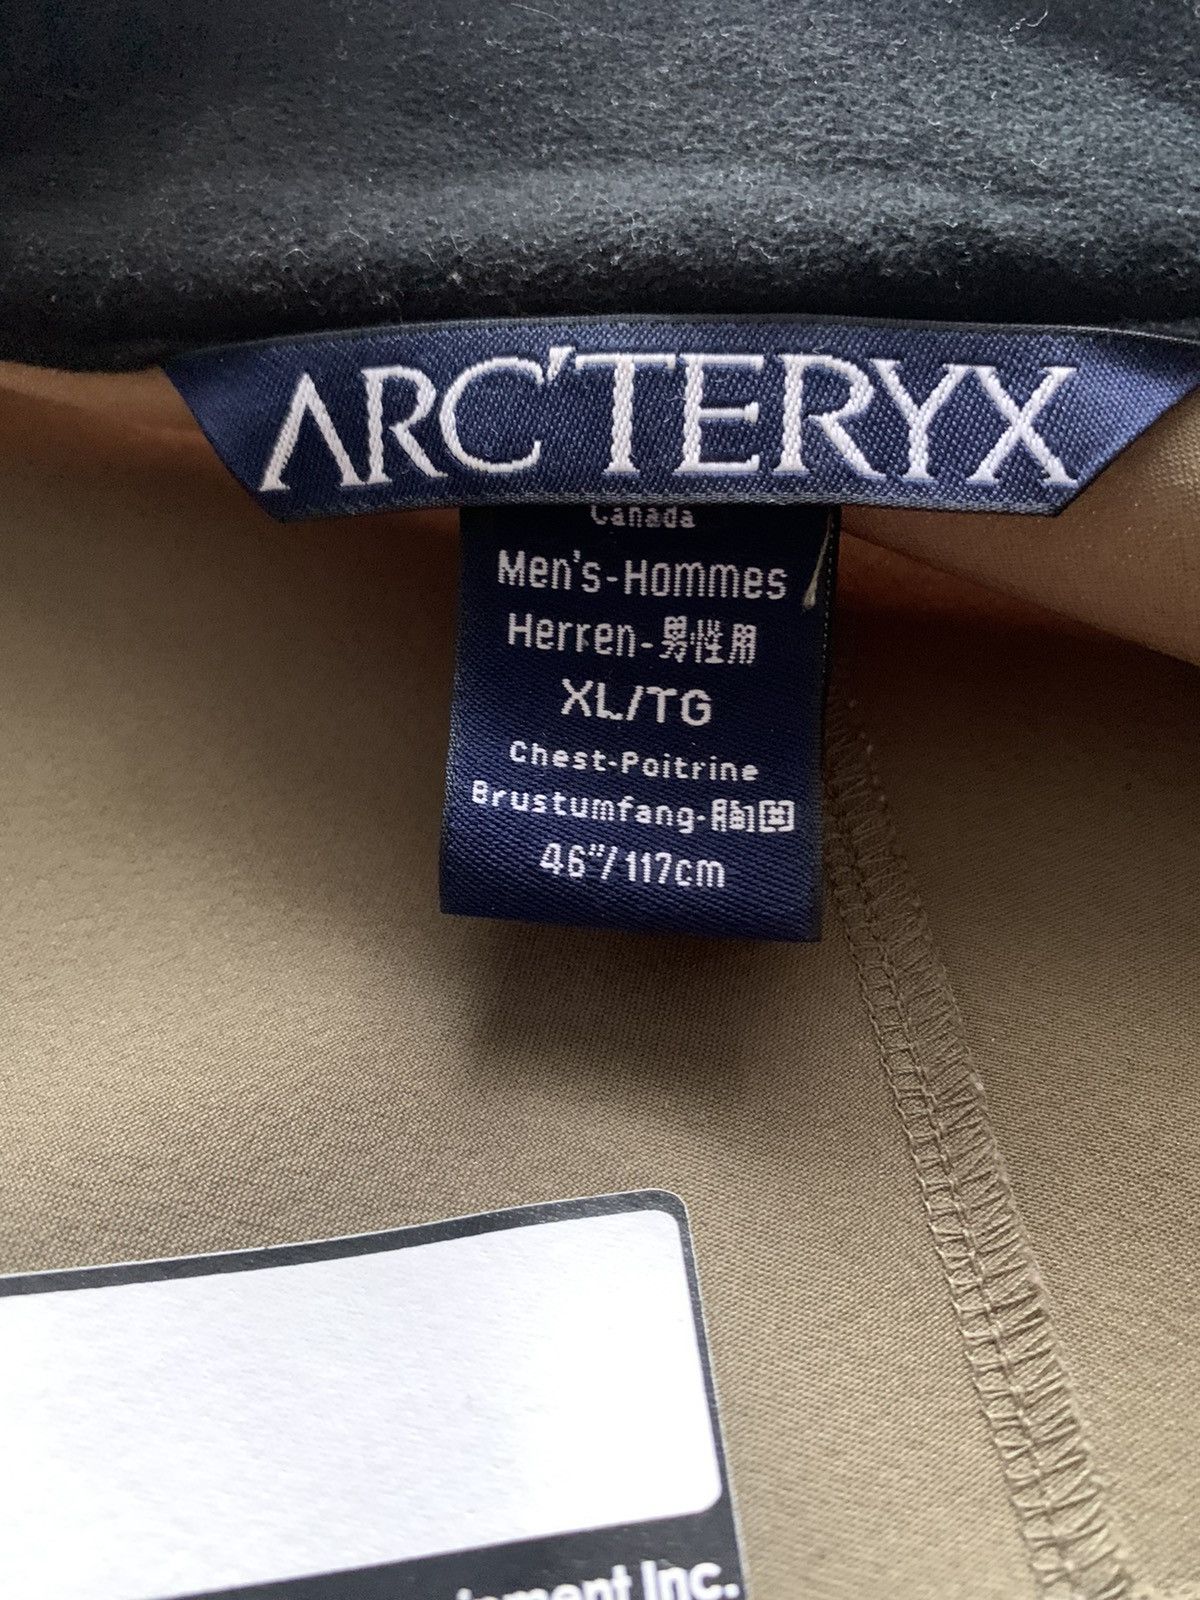 ARC'TERYX
Canada
Men's-Hommes
Herren-男性用
XL/TG
Chest-Poitrine
Brustumfang-胸囲
46"/117cm
Inc.